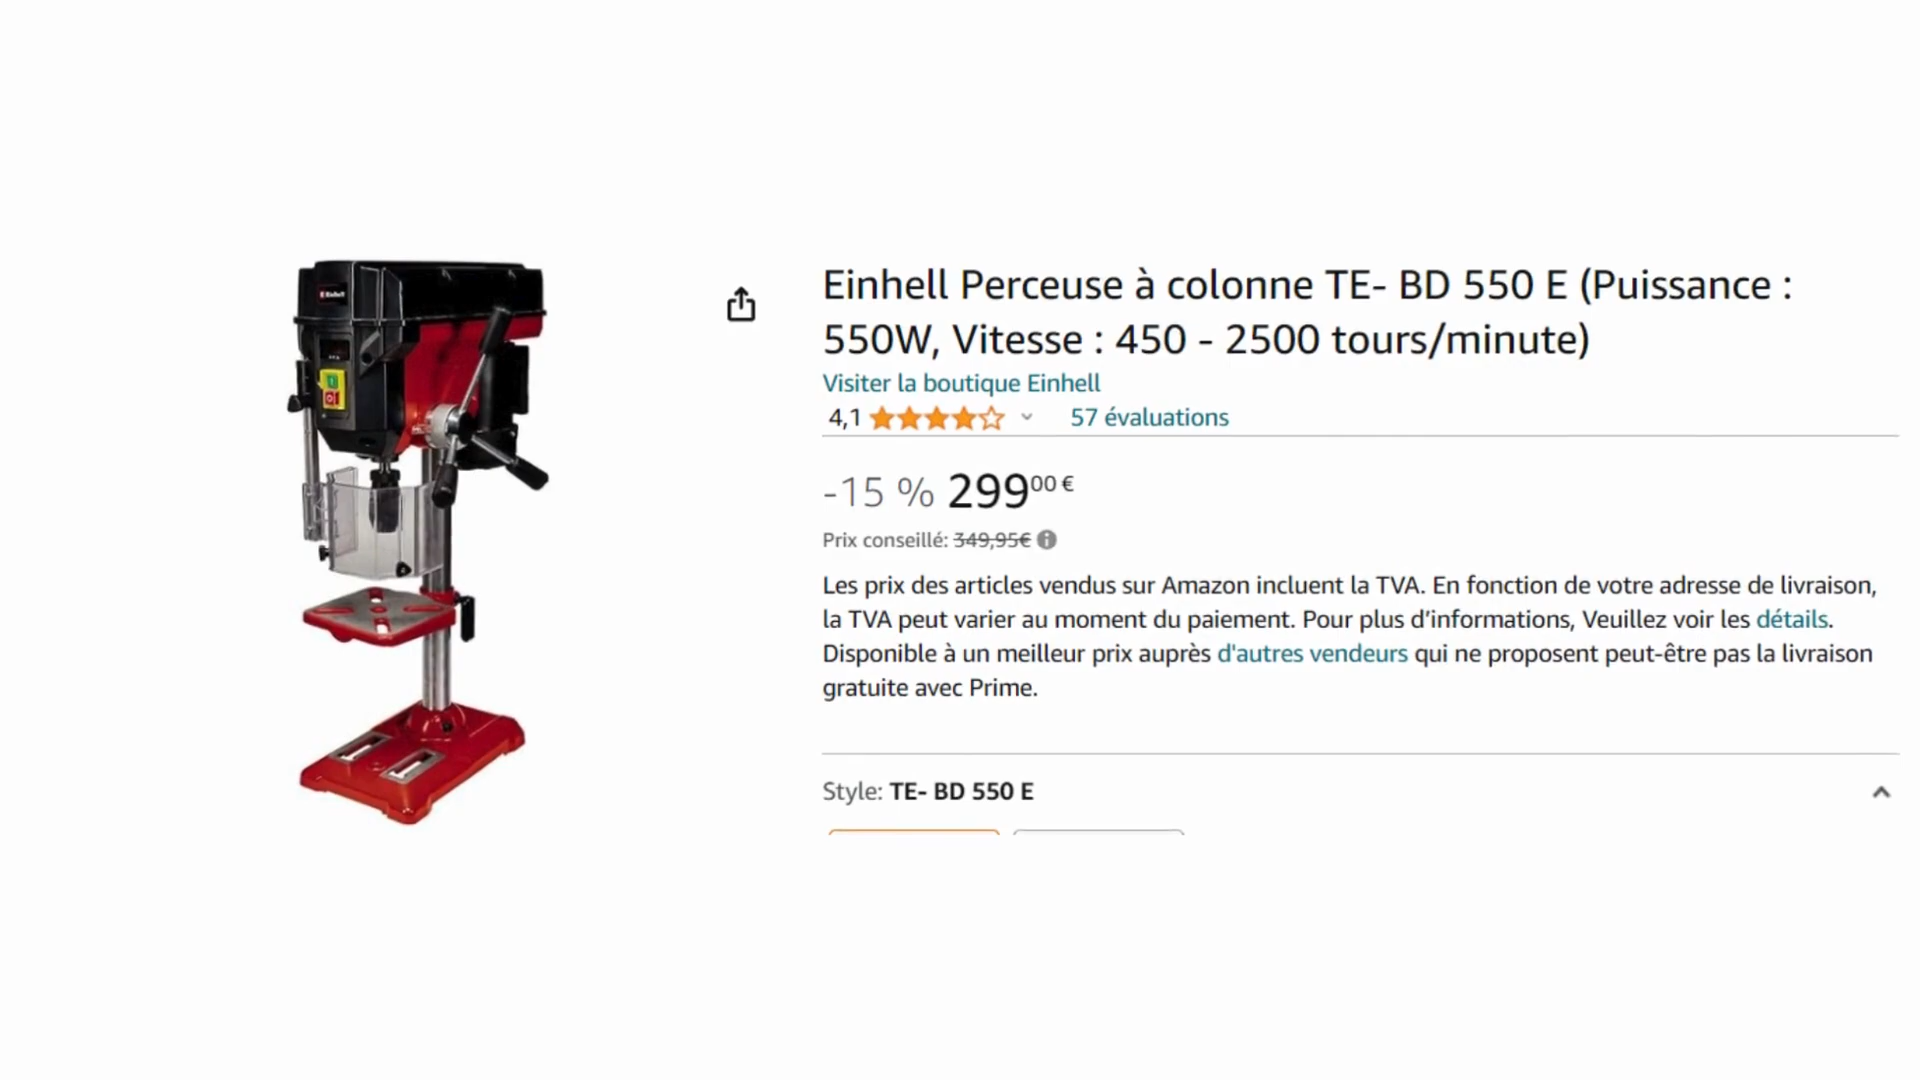 Einhell
Einhell Perceuse à colonne TE- BD 550 E (Puissance :
550W, Vitesse : 450 - 2500 tours/minute)
Visiter la boutique Einhell
4,1 57 évaluations
-15 % 29900 €
Prix conseillé: 349,95€
Les prix des articles vendus sur Amazon incluent la TVA. En fonction de votre adresse de livraison,
la TVA peut varier au moment du paiement. Pour plus d’informations, Veuillez voir les détails.
Disponible à un meilleur prix auprès d'autres vendeurs qui ne proposent peut-être pas la livraison
gratuite avec Prime.
Style: TE- BD 550 E